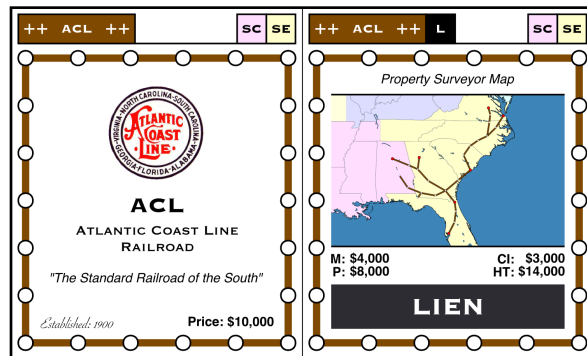 ++ ACL ++
SC SE
VIRGINIA-NORTH CAROLINA-SOUTH CAROLINA-
GEORGIA-FLORIDA-ALABAMA
ATLANTIC
COAST
LINE
ACL
ATLANTIC COAST LINE
RAILROAD
"The Standard Railroad of the South"
Established: 1900
Price: $10,000
++ ACL ++ L
SC SE
Property Surveyor Map
M: $4,000 CI: $3,000
P: $8,000 HT: $14,000
LIEN